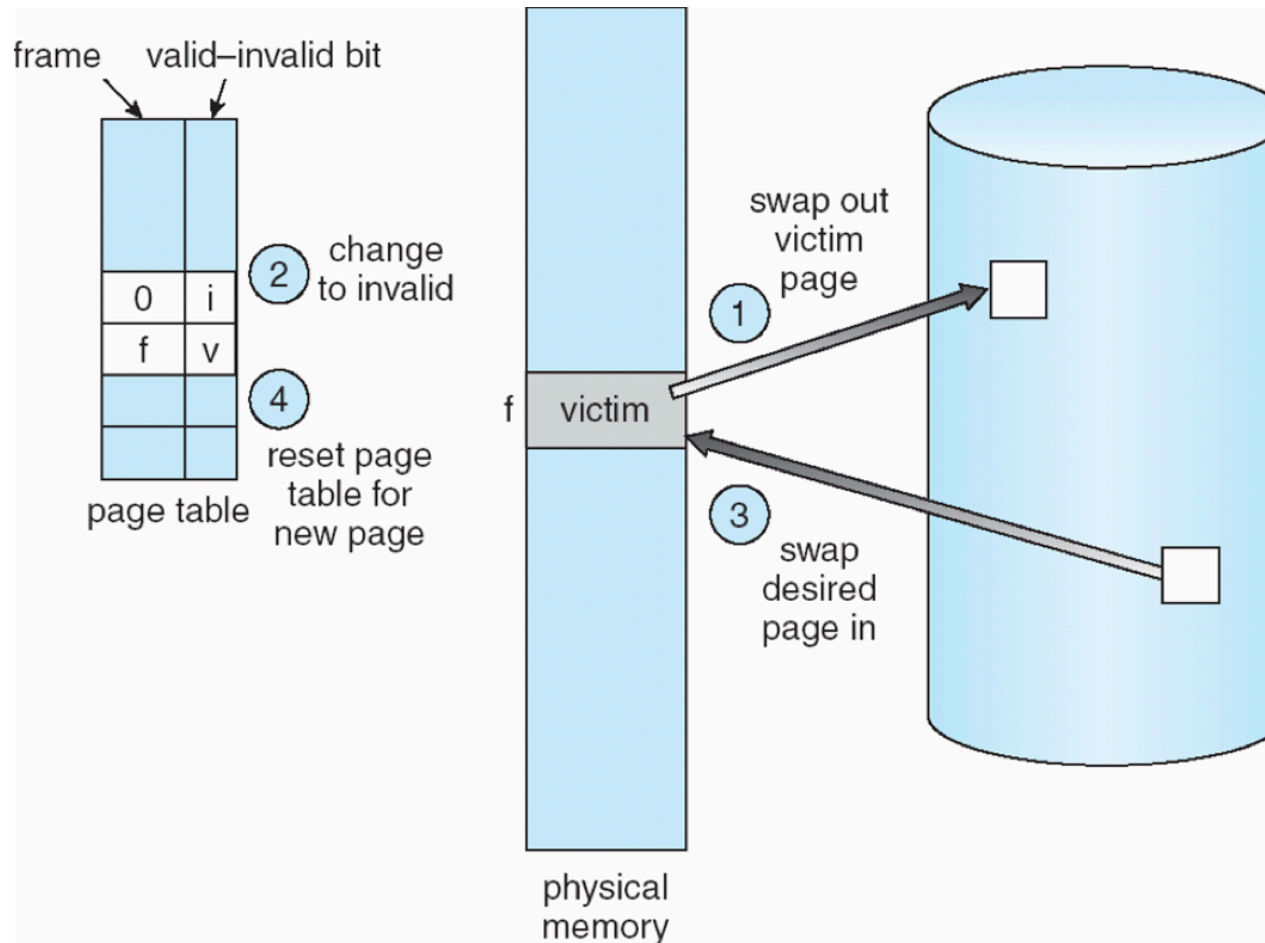 frame
valid–invalid bit
0
i
f
v
2
change
to invalid
4
reset page
table for
new page
page table
f
victim
physical
memory
1
swap out
victim
page
3
swap
desired
page in